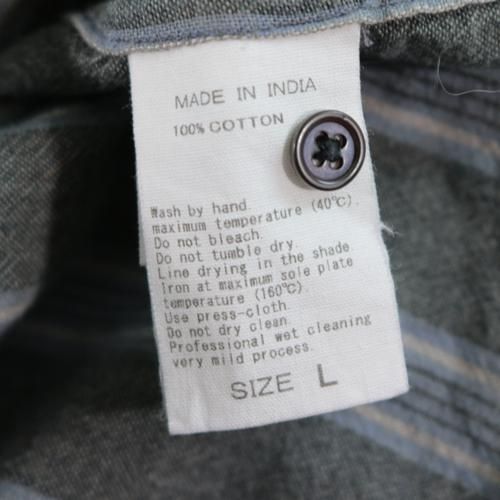 MADE IN INDIA
100% COTTON
Wash by hand.
maximum temperature (40℃).
Do not bleach.
Do not tumble dry.
Line drying in the shade.
Iron at maximum sole plate
temperature (160℃).
Use press-cloth.
Do not dry clean.
Professional wet cleaning
very mild process.
SIZE L